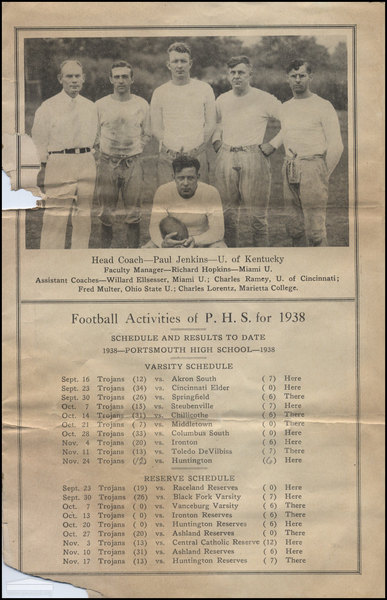 Head Coach—Paul Jenkins—U. of Kentucky
Faculty Manager—Richard Hopkins—Miami U.
Assistant Coaches—Willard Ellsesser, Miami U.; Charles Ramey, U. of Cincinnati;
Fred Multer, Ohio State U.; Charles Lorentz, Marietta College.
Football Activities of P. H. S. for 1938
SCHEDULE AND RESULTS TO DATE
1938—PORTSMOUTH HIGH SCHOOL—1938
VARSITY SCHEDULE
Sept. 16 Trojans (12) vs. Akron South ( 7) Here
Sept. 23 Trojans (34) vs. Cincinnati Elder ( 0) Here
Sept. 30 Trojans (26) vs. Springfield ( 6) There
Oct. 7 Trojans (13) vs. Steubenville ( 7) Here
Oct. 14 Trojans (31) vs. Chillicothe ( 6) There
Oct. 21 Trojans ( 7) vs. Middletown ( 0) There
Oct. 28 Trojans (33) vs. Columbus South ( 0) Here
Nov. 4 Trojans (20) vs. Ironton ( 6) Here
Nov. 11 Trojans (13) vs. Toledo DeVilbiss ( 7) There
Nov. 24 Trojans ( ) vs. Huntington (6) Here
RESERVE SCHEDULE
Sept. 23 Trojans (19) vs. Raceland Reserves ( 0) Here
Sept. 30 Trojans (26) vs. Black Fork Varsity ( 7) Here
Oct. 7 Trojans ( 0) vs. Vanceburg Varsity ( 6) There
Oct. 13 Trojans ( 0) vs. Ironton Reserves ( 6) There
Oct. 20 Trojans ( 0) vs. Huntington Reserves ( 6) Here
Oct. 27 Trojans (20) vs. Ashland Reserves ( 0) There
Nov. 3 Trojans (13) vs. Central Catholic Reserve (12) Here
Nov. 10 Trojans (31) vs. Ashland Reserves ( 6) Here
Nov. 17 Trojans (13) vs. Huntington Reserves ( 7) There